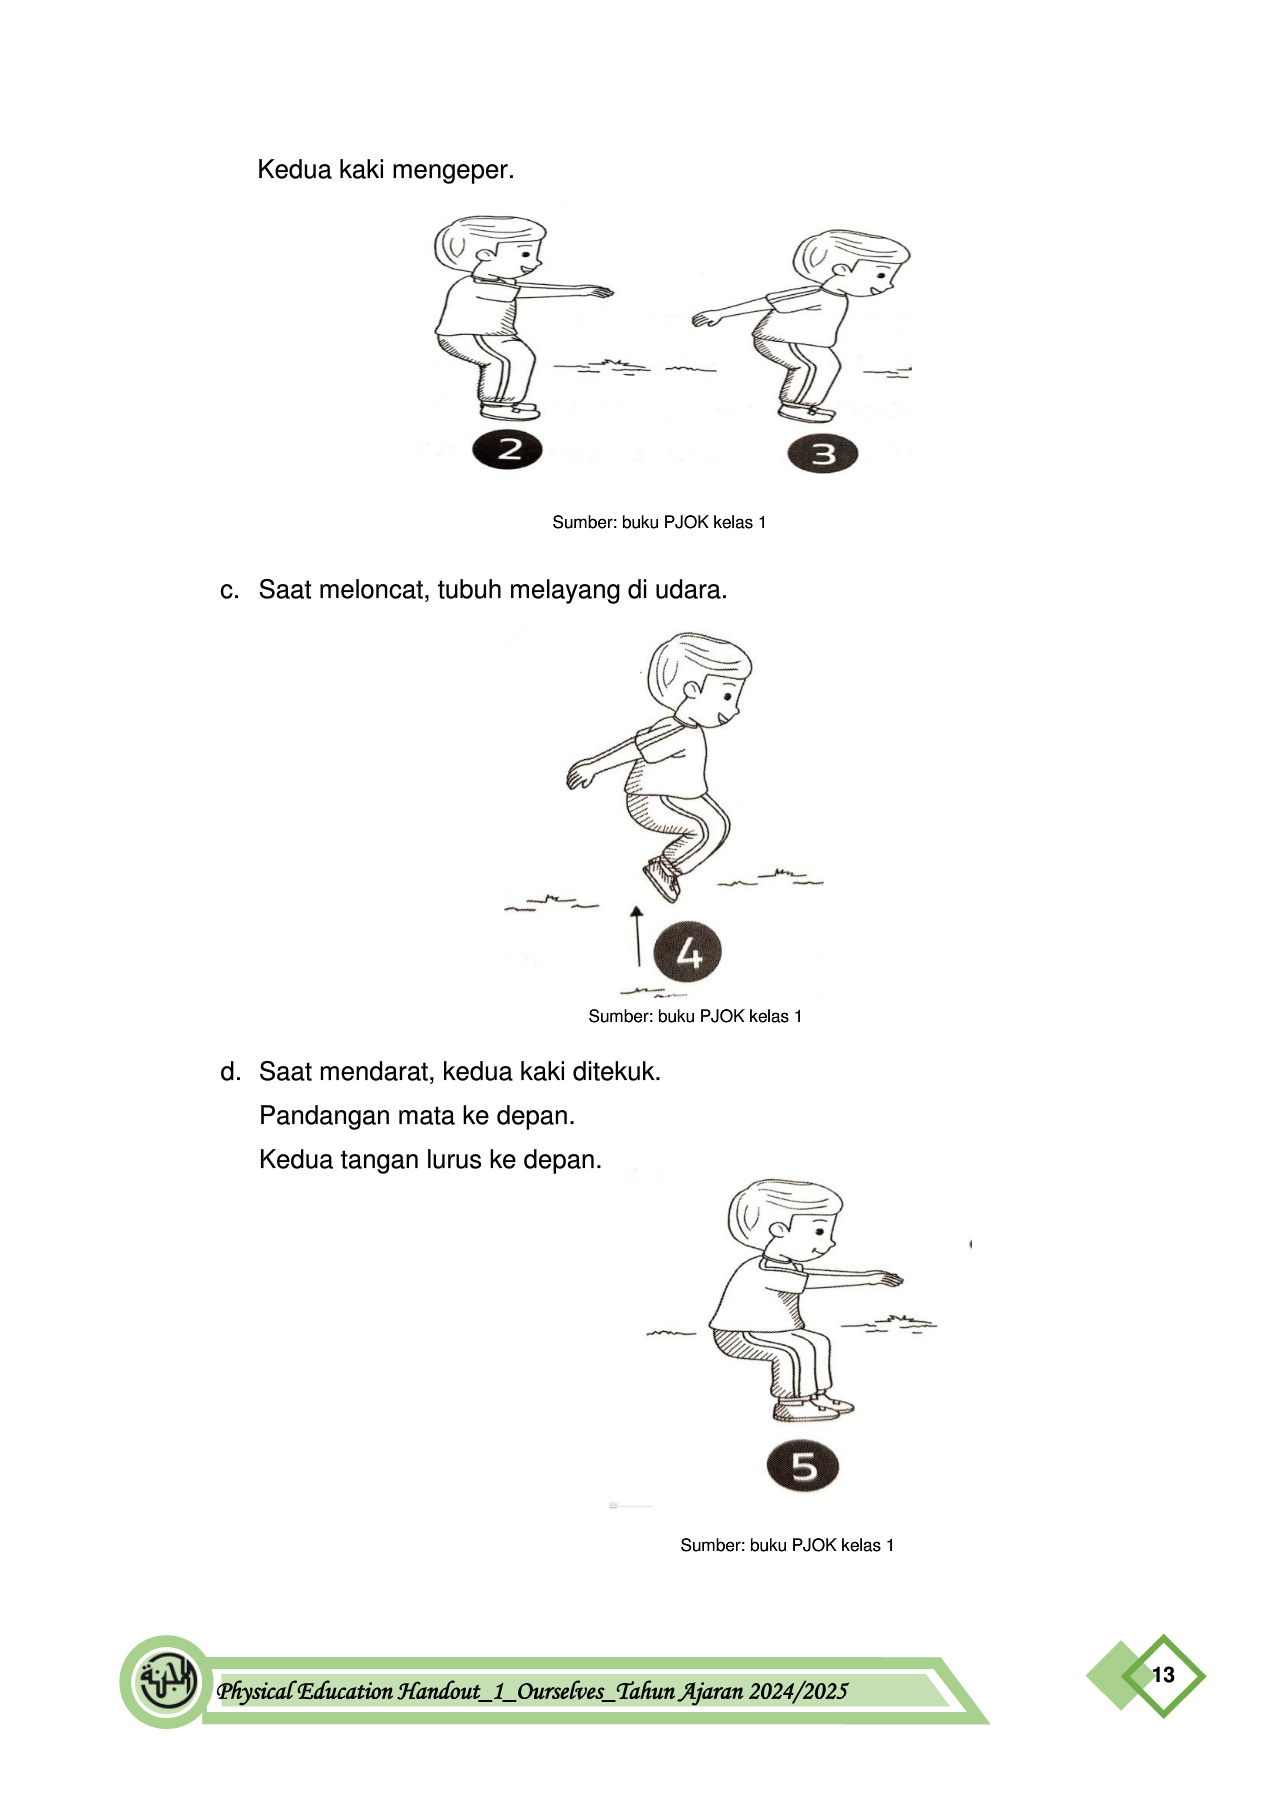 Kedua kaki mengeper.
2
3
Sumber: buku PJOK kelas 1
c. Saat meloncat, tubuh melayang di udara.
4
Sumber: buku PJOK kelas 1
d. Saat mendarat, kedua kaki ditekuk.
Pandangan mata ke depan.
Kedua tangan lurus ke depan.
5
Sumber: buku PJOK kelas 1
Physical Education Handout_1_Ourselves_Tahun Ajaran 2024/2025
13